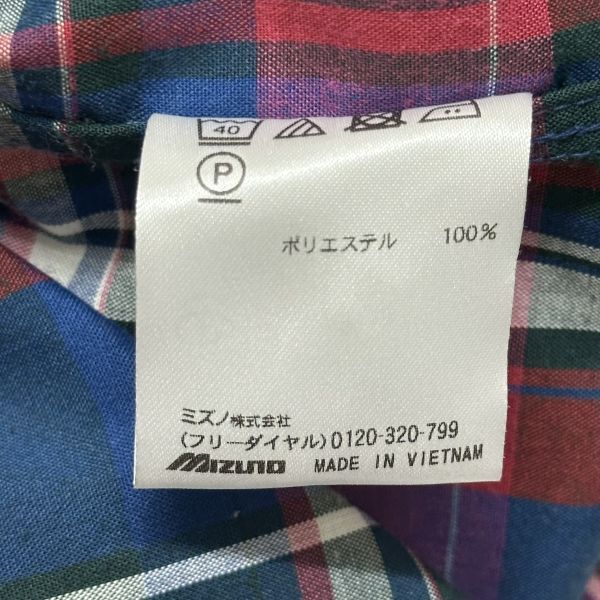 40
P
ポリエステル 100%
ミズノ株式会社
(フリーダイヤル)0120-320-799
MIZUNO MADE IN VIETNAM